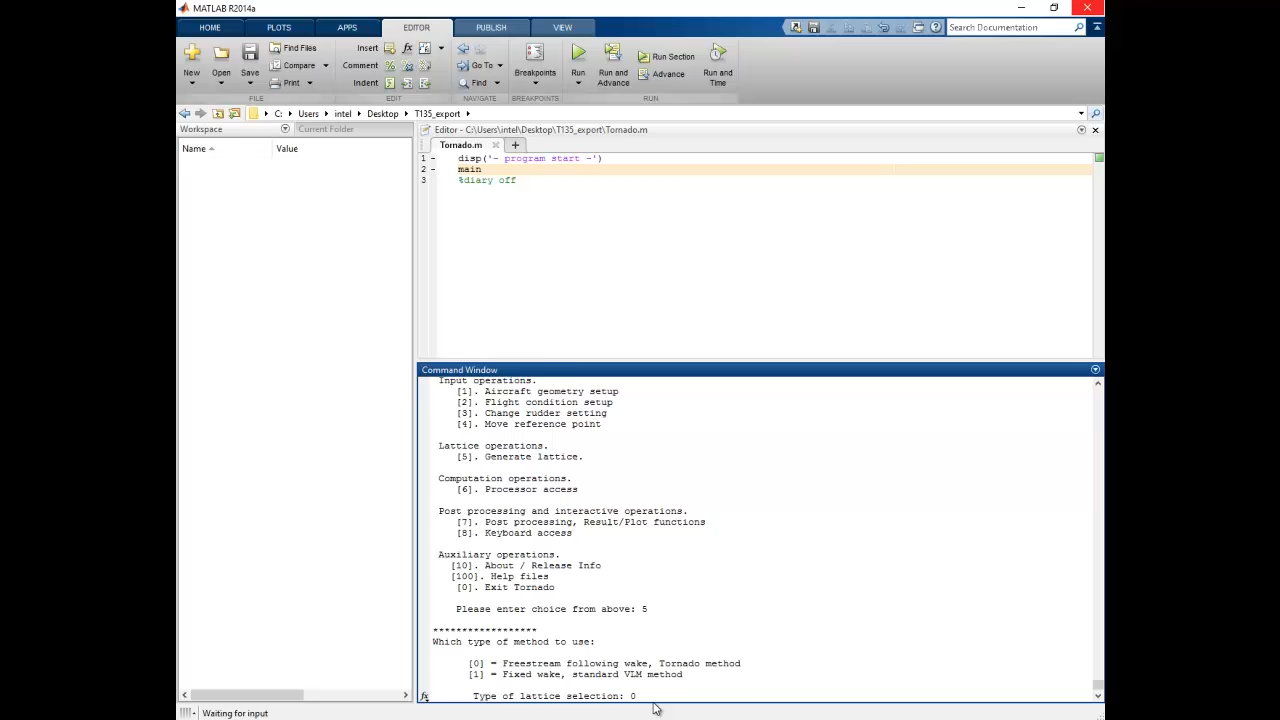 MATLAB R2014a
HOME PLOTS APPS EDITOR PUBLISH VIEW Search Documentation
New Open Save Find Files Compare Print Insert Comment Indent Go To Find Breakpoints Run Run and Advance Run Section Advance Run and Time
FILE EDIT NAVIGATE BREAKPOINTS RUN
C: Users intel Desktop T135_export
Workspace Current Folder
Name Value
Editor - C:\Users\intel\Desktop\T135_export\Tornado.m
Tornado.m
1 disp('- program start -')
2 main
3 %diary off
Command Window
Input operations.
[1]. Aircraft geometry setup
[2]. Flight condition setup
[3]. Change rudder setting
[4]. Move reference point
Lattice operations.
[5]. Generate lattice.
Computation operations.
[6]. Processor access
Post processing and interactive operations.
[7]. Post processing, Result/Plot functions
[8]. Keyboard access
Auxiliary operations.
[10]. About / Release Info
[100]. Help files
[0]. Exit Tornado
Please enter choice from above: 5
******************
Which type of method to use:
[0] = Freestream following wake, Tornado method
[1] = Fixed wake, standard VLM method
Type of lattice selection: 0
Waiting for input